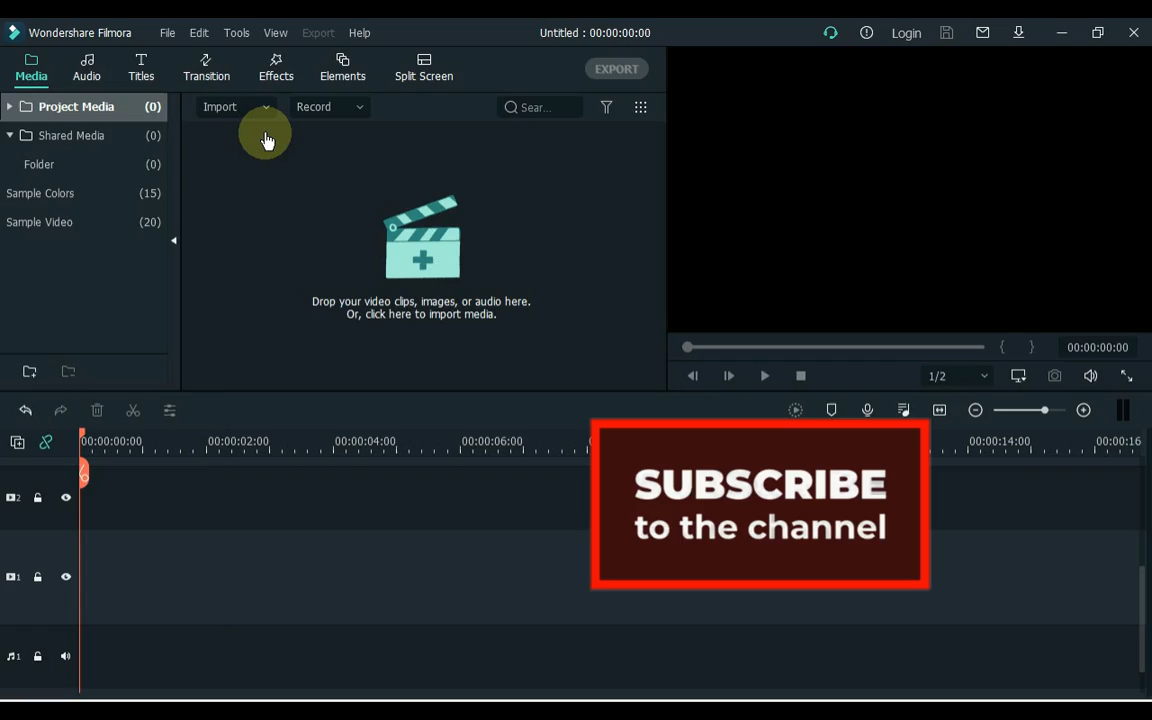 Wondershare Filmora File Edit Tools View Export Help Untitled : 00:00:00:00 Login
Media Audio Titles Transition Effects Elements Split Screen EXPORT
Project Media (0) Import Record Sear...
Shared Media (0)
Folder (0)
Sample Colors (15)
Sample Video (20)
Drop your video clips, images, or audio here.
Or, click here to import media.
{ } 00:00:00:00
1/2
00:00:00:00 00:00:02:00 00:00:04:00 00:00:06:00 00:00:14:00 00:00:16
SUBSCRIBE
to the channel
2
1
1